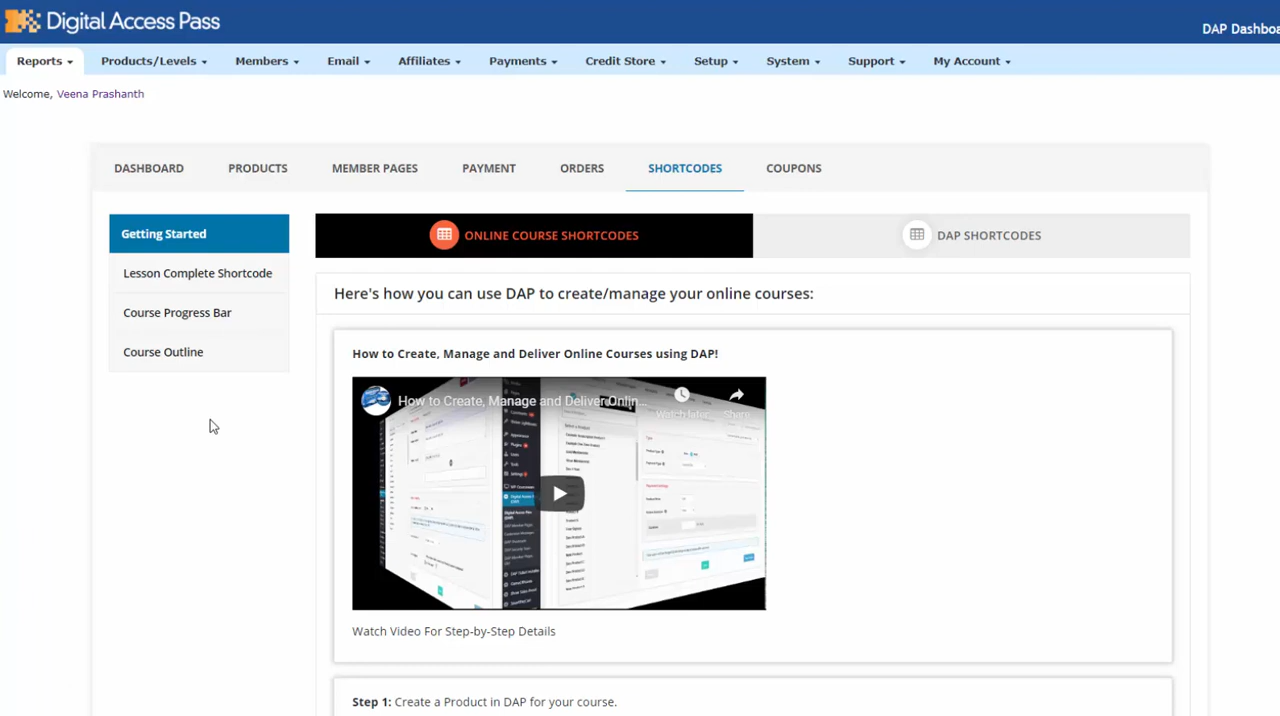 Digital Access Pass
DAP Dashboa
Reports Products/Levels Members Email Affiliates Payments Credit Store Setup System Support My Account
Welcome, Veena Prashanth
DASHBOARD PRODUCTS MEMBER PAGES PAYMENT ORDERS SHORTCODES COUPONS
Getting Started
Lesson Complete Shortcode
Course Progress Bar
Course Outline
ONLINE COURSE SHORTCODES DAP SHORTCODES
Here's how you can use DAP to create/manage your online courses:
How to Create, Manage and Deliver Online Courses using DAP!
How to Create, Manage and Deliver Onlin...
Watch later Share
Watch Video For Step-by-Step Details
Step 1: Create a Product in DAP for your course.